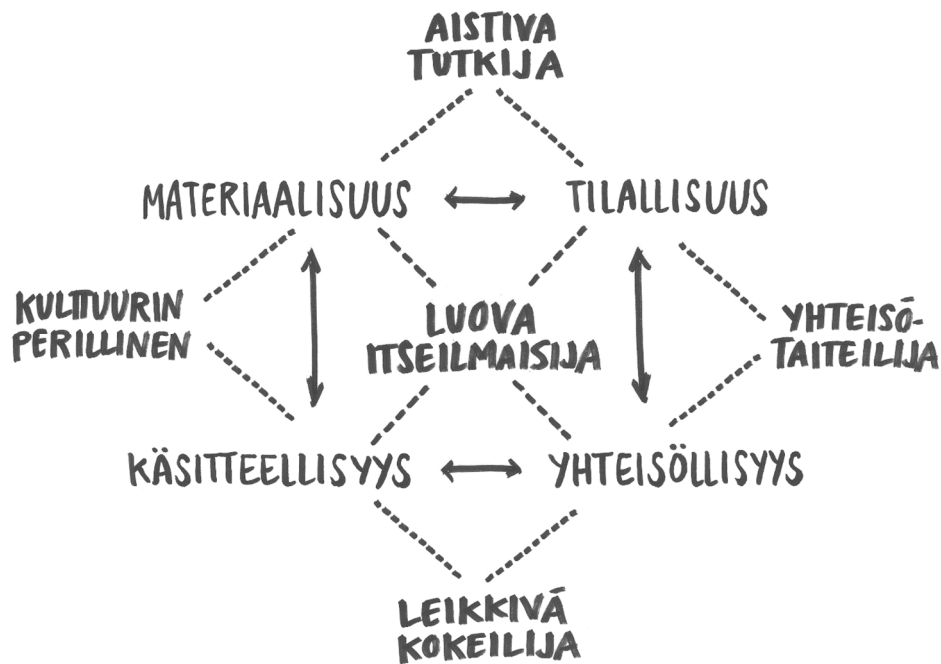 AISTIVA
TUTKIJA
MATERIAALISUUS
TILALLISUUS
KULTTUURIN
PERILLINEN
LUOVA
ITSEILMAISIJA
YHTEISÖ-
TAITEILIJA
KÄSITTEELLISYYS
YHTEISÖLLISYYS
LEIKKIVÄ
KOKEILIJA